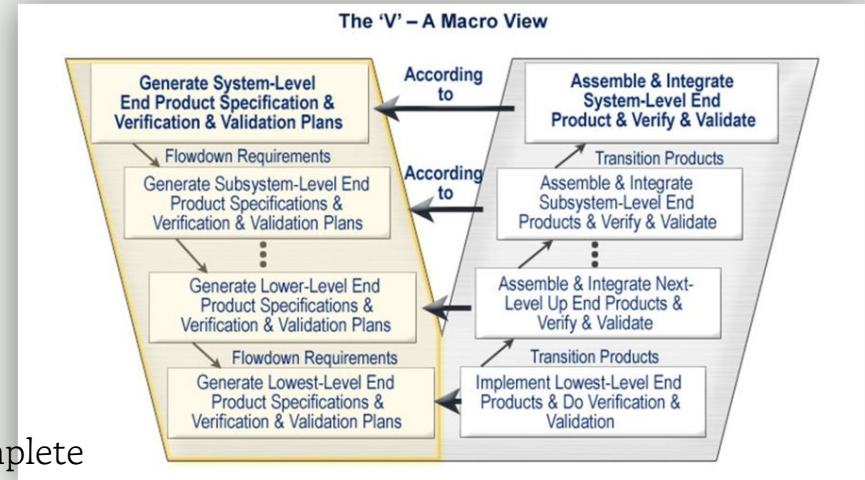 The ‘V’ – A Macro View
Generate System-Level
End Product Specification &
Verification & Validation Plans
According
to
Assemble & Integrate
System-Level End
Product & Verify & Validate
Flowdown Requirements
Transition Products
Generate Subsystem-Level End
Product Specifications &
Verification & Validation Plans
According
to
Assemble & Integrate
Subsystem-Level End
Products & Verify & Validate
Generate Lower-Level End
Product Specifications &
Verification & Validation Plans
Assemble & Integrate Next-
Level Up End Products &
Verify & Validate
Flowdown Requirements
Transition Products
Generate Lowest-Level End
Product Specifications &
Verification & Validation Plans
Implement Lowest-Level End
Products & Do Verification &
Validation